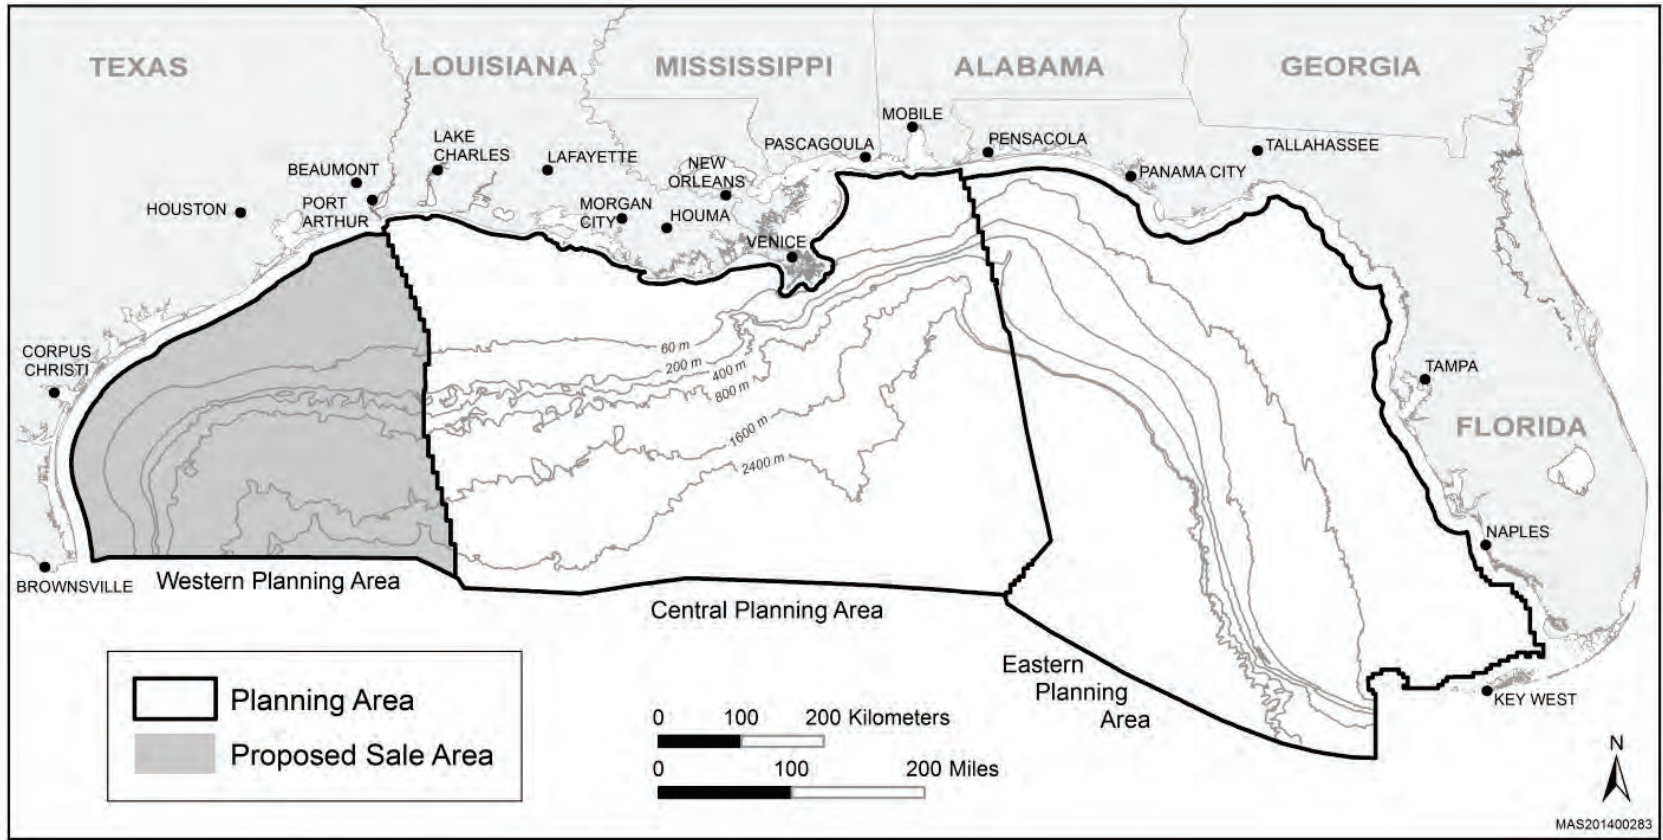 TEXAS
LOUISIANA
MISSISSIPPI
ALABAMA
GEORGIA
MOBILE
LAKE
CHARLES
PASCAGOULA
PENSACOLA
TALLAHASSEE
BEAUMONT
LAFAYETTE
NEW
ORLEANS
PANAMA CITY
HOUSTON
PORT
ARTHUR
MORGAN
CITY
HOUMA
VENICE
CORPUS
CHRISTI
60 m
200 m
400 m
800 m
1600 m
2400 m
TAMPA
FLORIDA
NAPLES
BROWNSVILLE
Western Planning Area
Central Planning Area
Eastern
Planning
Area
KEY WEST
Planning Area
Proposed Sale Area
0 100 200 Kilometers
0 100 200 Miles
N
MAS201400283